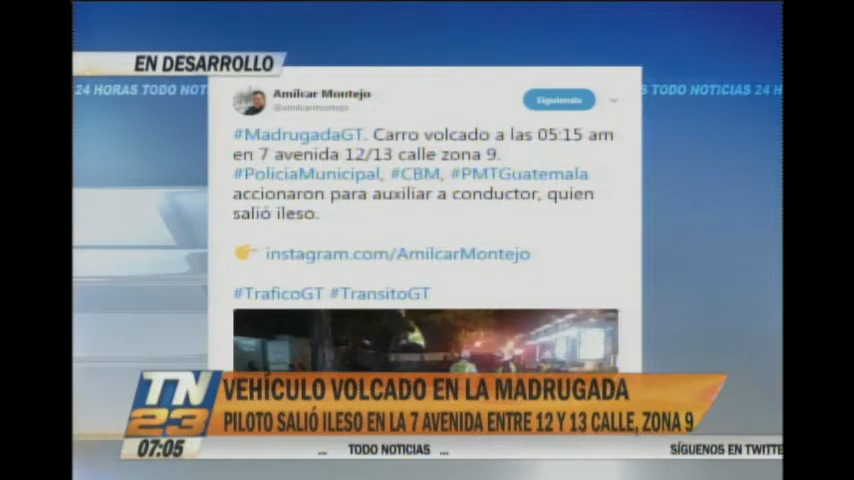 EN DESARROLLO
24 HORAS TODO NOT
S TODO NOTICIAS 24 H
Amilcar Montejo
@amilcarmontejo
Siguiendo
#MadrugadaGT. Carro volcado a las 05:15 am
en 7 avenida 12/13 calle zona 9.
#PoliciaMunicipal, #CBM, #PMTGuatemala
accionaron para auxiliar a conductor, quien
salió ileso.
instagram.com/AmilcarMontejo
#TraficoGT #TransitoGT
TN
23
VEHÍCULO VOLCADO EN LA MADRUGADA
PILOTO SALIÓ ILESO EN LA 7 AVENIDA ENTRE 12 Y 13 CALLE, ZONA 9
07:05
... TODO NOTICIAS ...
SÍGUENOS EN TWITTE